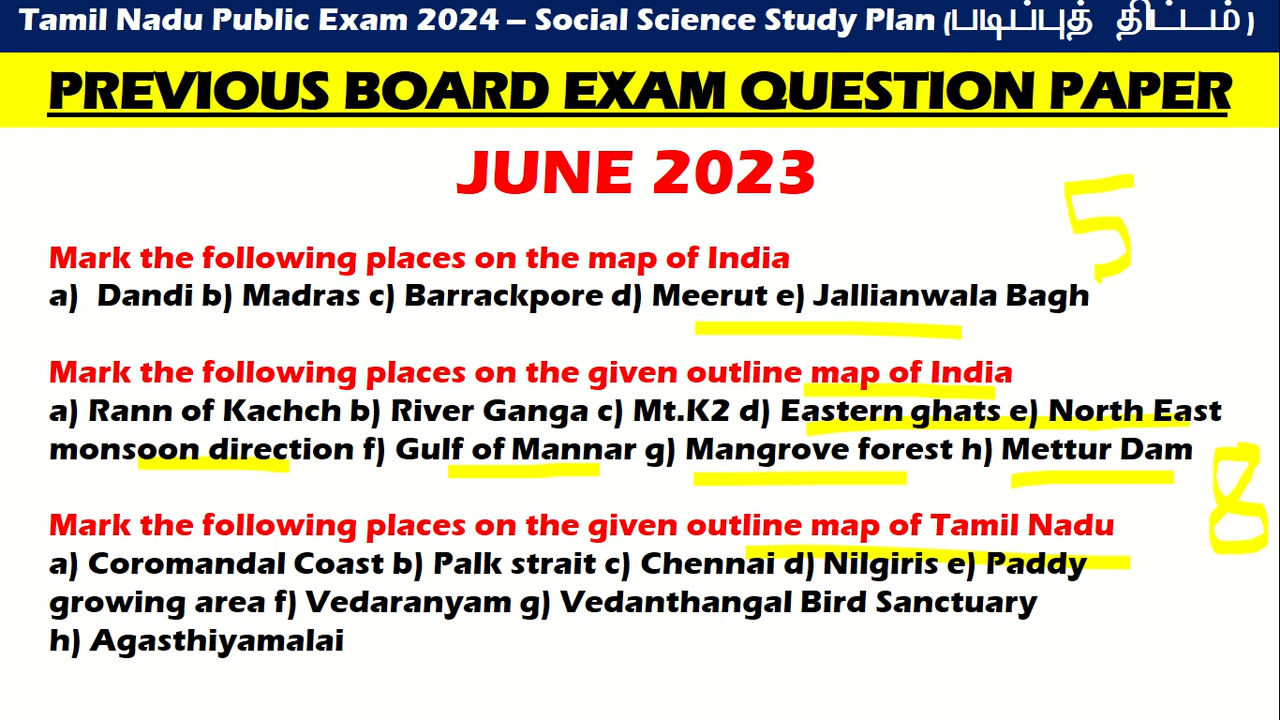 Tamil Nadu Public Exam 2024 – Social Science Study Plan (படிப்புத் திட்டம்)
PREVIOUS BOARD EXAM QUESTION PAPER
JUNE 2023
5
Mark the following places on the map of India
a) Dandi b) Madras c) Barrackpore d) Meerut e) Jallianwala Bagh
Mark the following places on the given outline map of India
a) Rann of Kachch b) River Ganga c) Mt.K2 d) Eastern ghats e) North East
monsoon direction f) Gulf of Mannar g) Mangrove forest h) Mettur Dam
8
Mark the following places on the given outline map of Tamil Nadu
a) Coromandal Coast b) Palk strait c) Chennai d) Nilgiris e) Paddy
growing area f) Vedaranyam g) Vedanthangal Bird Sanctuary
h) Agasthiyamalai